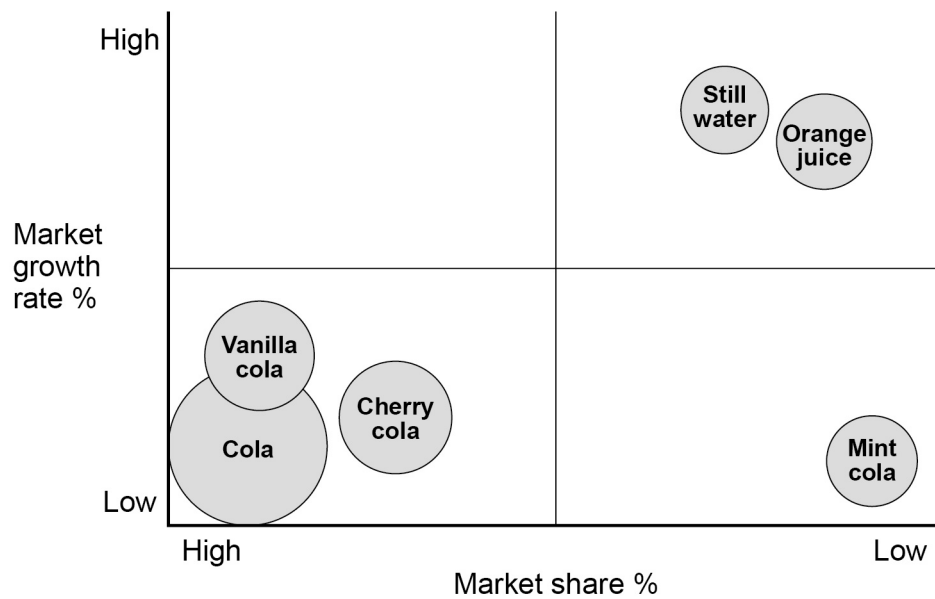 High
Still
water
Orange
juice
Market
growth
rate %
Vanilla
cola
Cherry
cola
Cola
Mint
cola
Low
High
Low
Market share %